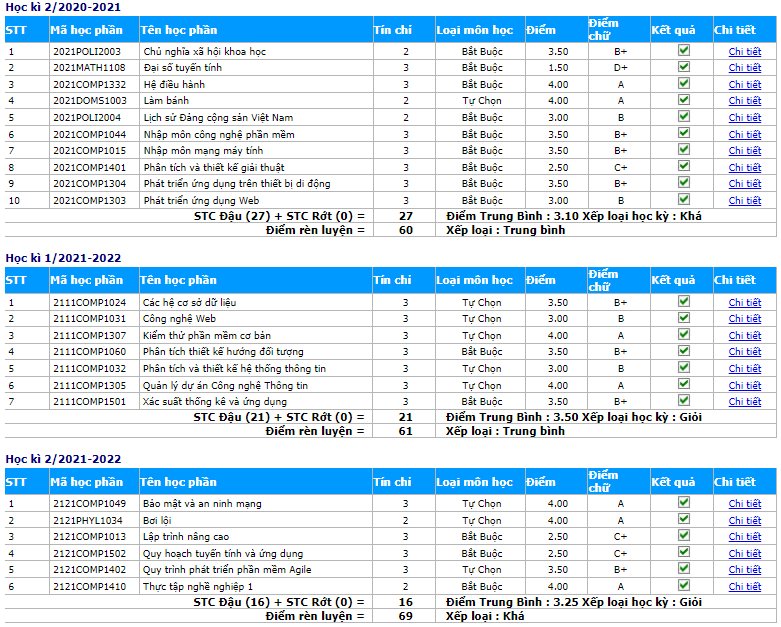 Học kì 2/2020-2021
STT Mã học phần Tên học phần Tín chỉ Loại môn học Điểm Điểm chữ Kết quả Chi tiết
1 2021POLI2003 Chủ nghĩa xã hội khoa học 2 Bắt Buộc 3.50 B+ Chi tiết
2 2021MATH1108 Đại số tuyến tính 3 Bắt Buộc 1.50 D+ Chi tiết
3 2021COMP1332 Hệ điều hành 3 Bắt Buộc 4.00 A Chi tiết
4 2021DOMS1003 Làm bánh 2 Tự Chọn 4.00 A Chi tiết
5 2021POLI2004 Lịch sử Đảng cộng sản Việt Nam 2 Bắt Buộc 3.00 B Chi tiết
6 2021COMP1044 Nhập môn công nghệ phần mềm 3 Bắt Buộc 3.50 B+ Chi tiết
7 2021COMP1015 Nhập môn mạng máy tính 3 Bắt Buộc 3.50 B+ Chi tiết
8 2021COMP1401 Phân tích và thiết kế giải thuật 3 Bắt Buộc 2.50 C+ Chi tiết
9 2021COMP1304 Phát triển ứng dụng trên thiết bị di động 3 Bắt Buộc 3.50 B+ Chi tiết
10 2021COMP1303 Phát triển ứng dụng Web 3 Bắt Buộc 3.00 B Chi tiết
STC Đậu (27) + STC Rớt (0) = 27 Điểm Trung Bình : 3.10 Xếp loại học kỳ : Khá
Điểm rèn luyện = 60 Xếp loại : Trung bình
Học kì 1/2021-2022
STT Mã học phần Tên học phần Tín chỉ Loại môn học Điểm Điểm chữ Kết quả Chi tiết
1 2111COMP1024 Các hệ cơ sở dữ liệu 3 Tự Chọn 3.50 B+ Chi tiết
2 2111COMP1031 Công nghệ Web 3 Tự Chọn 3.00 B Chi tiết
3 2111COMP1307 Kiểm thử phần mềm cơ bản 3 Tự Chọn 4.00 A Chi tiết
4 2111COMP1060 Phân tích thiết kế hướng đối tượng 3 Bắt Buộc 3.50 B+ Chi tiết
5 2111COMP1032 Phân tích và thiết kế hệ thống thông tin 3 Tự Chọn 3.00 B Chi tiết
6 2111COMP1305 Quản lý dự án Công nghệ Thông tin 3 Tự Chọn 4.00 A Chi tiết
7 2111COMP1501 Xác suất thống kê và ứng dụng 3 Bắt Buộc 3.50 B+ Chi tiết
STC Đậu (21) + STC Rớt (0) = 21 Điểm Trung Bình : 3.50 Xếp loại học kỳ : Giỏi
Điểm rèn luyện = 61 Xếp loại : Trung bình
Học kì 2/2021-2022
STT Mã học phần Tên học phần Tín chỉ Loại môn học Điểm Điểm chữ Kết quả Chi tiết
1 2121COMP1049 Bảo mật và an ninh mạng 3 Tự Chọn 4.00 A Chi tiết
2 2121PHYL1034 Bơi lội 2 Tự Chọn 4.00 A Chi tiết
3 2121COMP1013 Lập trình nâng cao 3 Bắt Buộc 2.50 C+ Chi tiết
4 2121COMP1502 Quy hoạch tuyến tính và ứng dụng 3 Bắt Buộc 2.50 C+ Chi tiết
5 2121COMP1402 Quy trình phát triển phần mềm Agile 3 Tự Chọn 3.50 B+ Chi tiết
6 2121COMP1410 Thực tập nghề nghiệp 1 2 Bắt Buộc 4.00 A Chi tiết
STC Đậu (16) + STC Rớt (0) = 16 Điểm Trung Bình : 3.25 Xếp loại học kỳ : Giỏi
Điểm rèn luyện = 69 Xếp loại : Khá